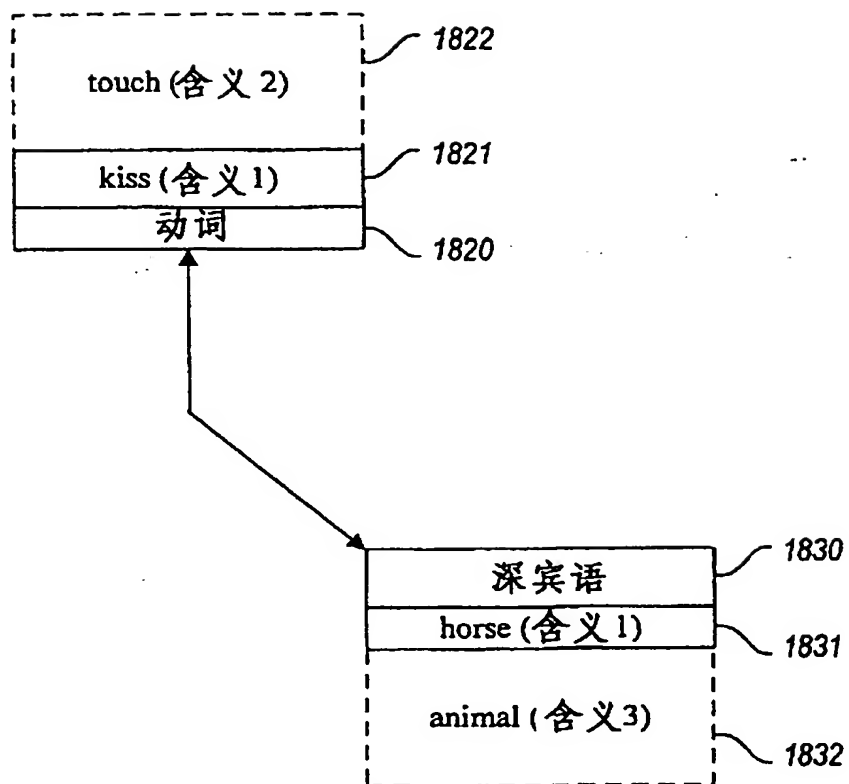 1822
touch (含义 2)
1821
kiss (含义 1)
动词
1820
1830
深宾语
horse (含义 1)
1831
animal (含义3)
1832